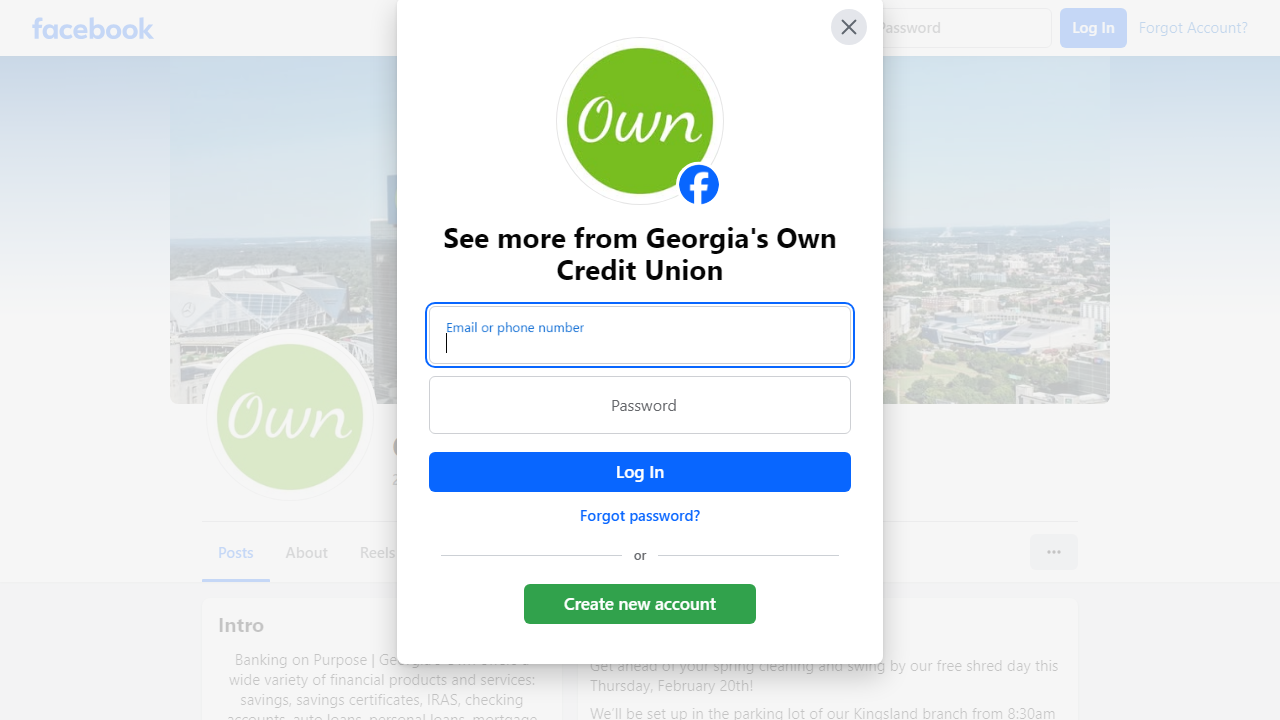 facebook
Password
Log In
Forgot Account?
Own
See more from Georgia's Own
Credit Union
Email or phone number
Password
Log In
Forgot password?
or
Create new account
Own
Posts
About
Reels
Intro
Banking on Purpose | Georgia's Own offers a
wide variety of financial products and services:
savings, savings certificates, IRAS, checking
accounts, auto loans, personal loans, mortgage
Get ahead of your spring cleaning and swing by our free shred day this
Thursday, February 20th!
We'll be set up in the parking lot of our Kingsland branch from 8:30am